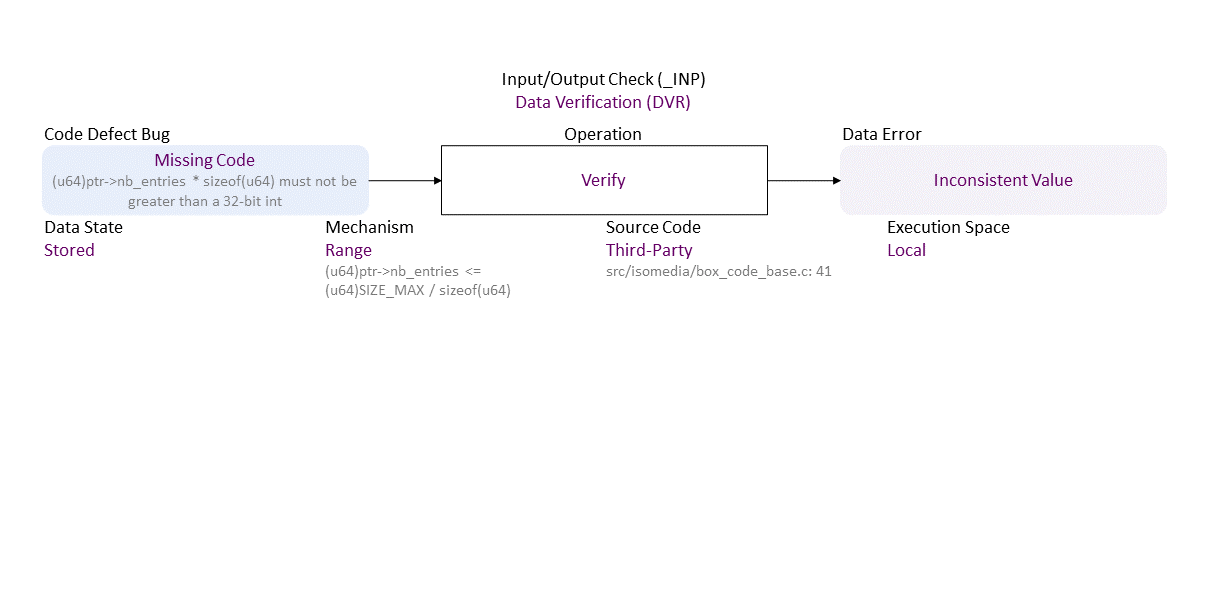 Input/Output Check (_INP)
Data Verification (DVR)
Code Defect Bug
Operation
Data Error
Missing Code
(u64)ptr->nb_entries * sizeof(u64) must not be
greater than a 32-bit int
Verify
Inconsistent Value
Data State
Stored
Mechanism
Range
(u64)ptr->nb_entries <=
(u64)SIZE_MAX / sizeof(u64)
Source Code
Third-Party
src/isomedia/box_code_base.c: 41
Execution Space
Local